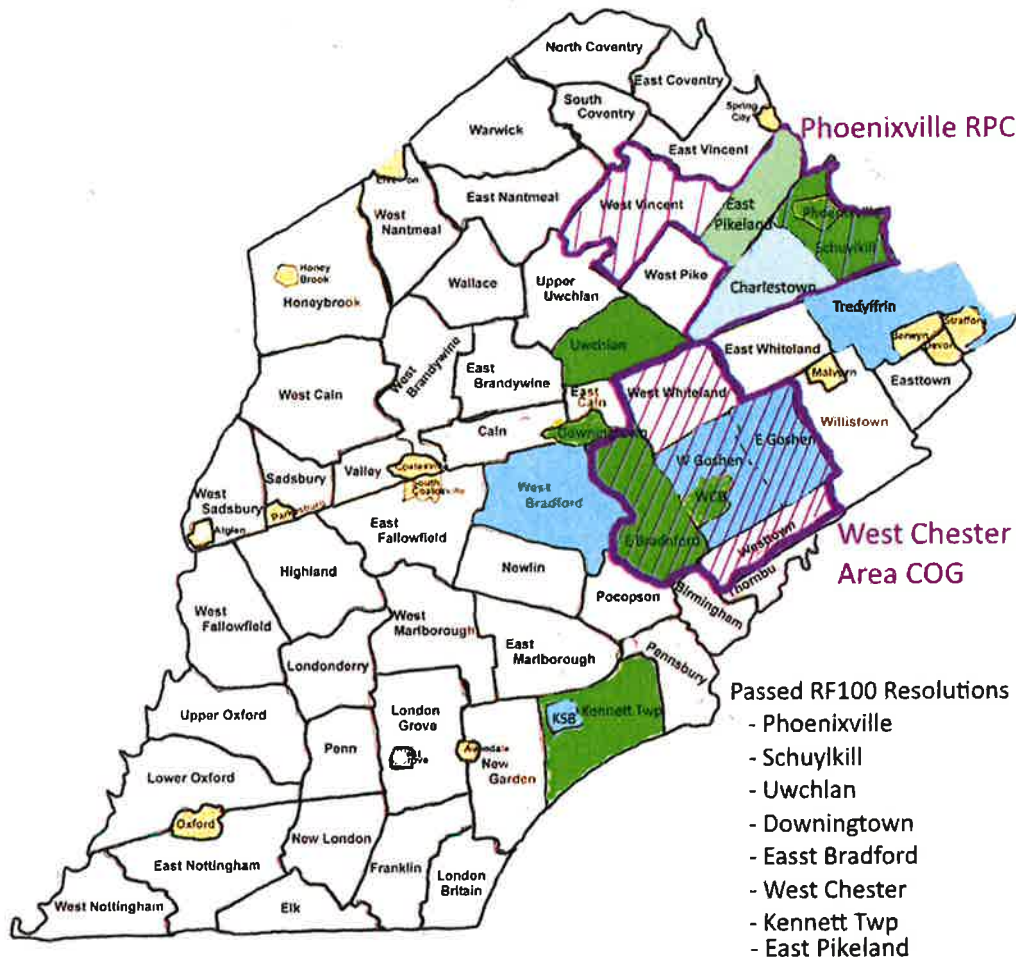 North Coventry
East Coventry
South
Coventry
Spring
City
Phoenixville RPC
Warwick
East Vincent
East Nantmeal
West Vincent
East
Pikeland
Phoenixville
Schuylkill
West
Nantmeal
Honey
Brook
Honeybrook
Wallace
Upper
Uwchlan
West Pike
Charlestown
Tredyffrin
Strafford
Berwyn
Devon
Uwchlan
East Whiteland
Malvern
Easttown
West
Brandywine
East
Brandywine
West Caln
East
Caln
West Whiteland
Willistown
Caln
Downingtown
E Goshen
W Goshen
WCB
Valley
Coatesville
South
Coatesville
Sadsbury
West
Sadsbury
Parkesburg
Atglen
West
Bradford
East
Fallowfield
E Bradford
Westtown
West Chester
Area COG
Thornbu
Birmingham
Highland
Newlin
Pocopson
West
Fallowfield
West
Marlborough
East
Marlborough
Pennsbury
Londonderry
Upper Oxford
London
Grove
KSB
Kennett Twp
Penn
Avondale
New
Garden
Lower Oxford
Oxford
New London
East Nottingham
Franklin
London
Britain
West Nottingham
Elk
Passed RF100 Resolutions
- Phoenixville
- Schuylkill
- Uwchlan
- Downingtown
- Easst Bradford
- West Chester
- Kennett Twp
- East Pikeland